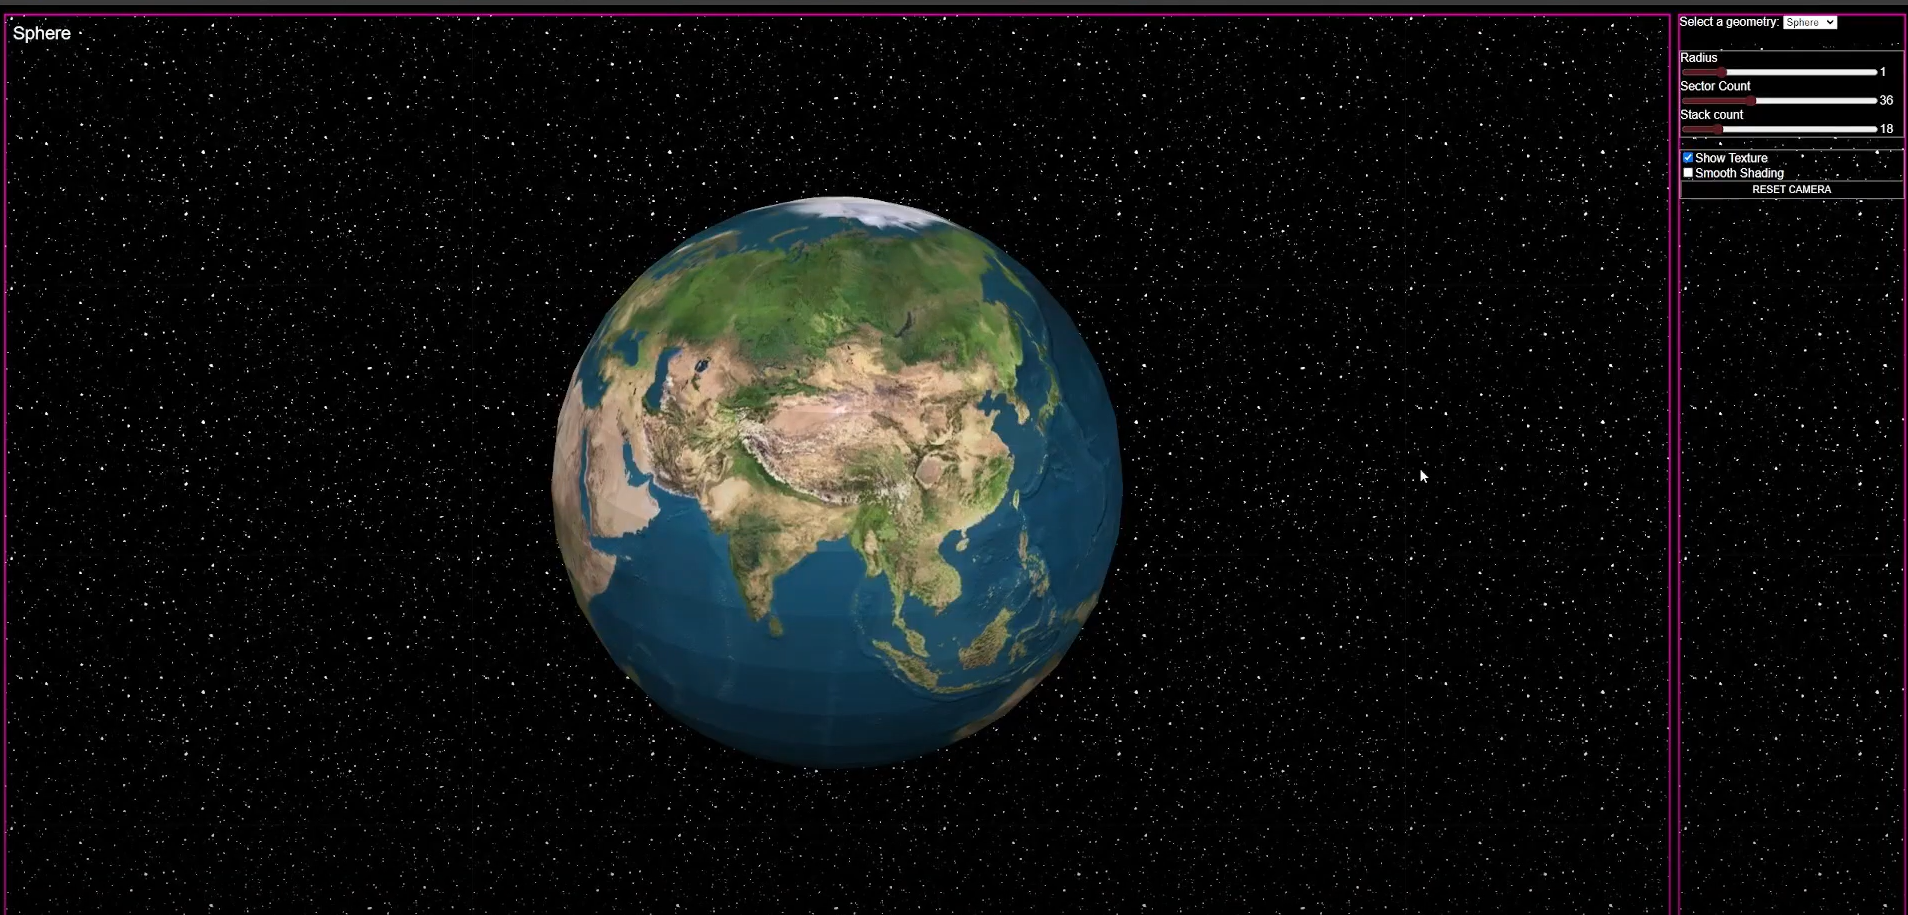 Sphere
Select a geometry: Sphere
Radius
1
Sector Count
36
Stack count
18
Show Texture
Smooth Shading
RESET CAMERA